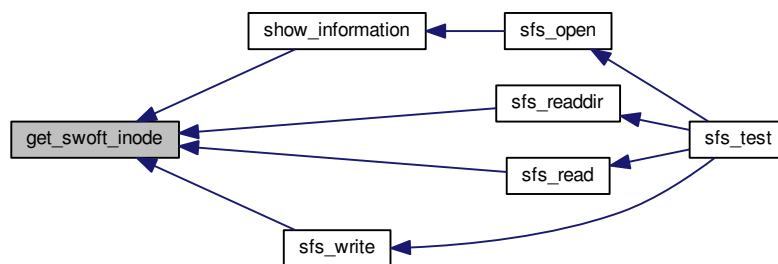 show_information
sfs_open
sfs_readdir
get_swoft_inode
sfs_test
sfs_read
sfs_write